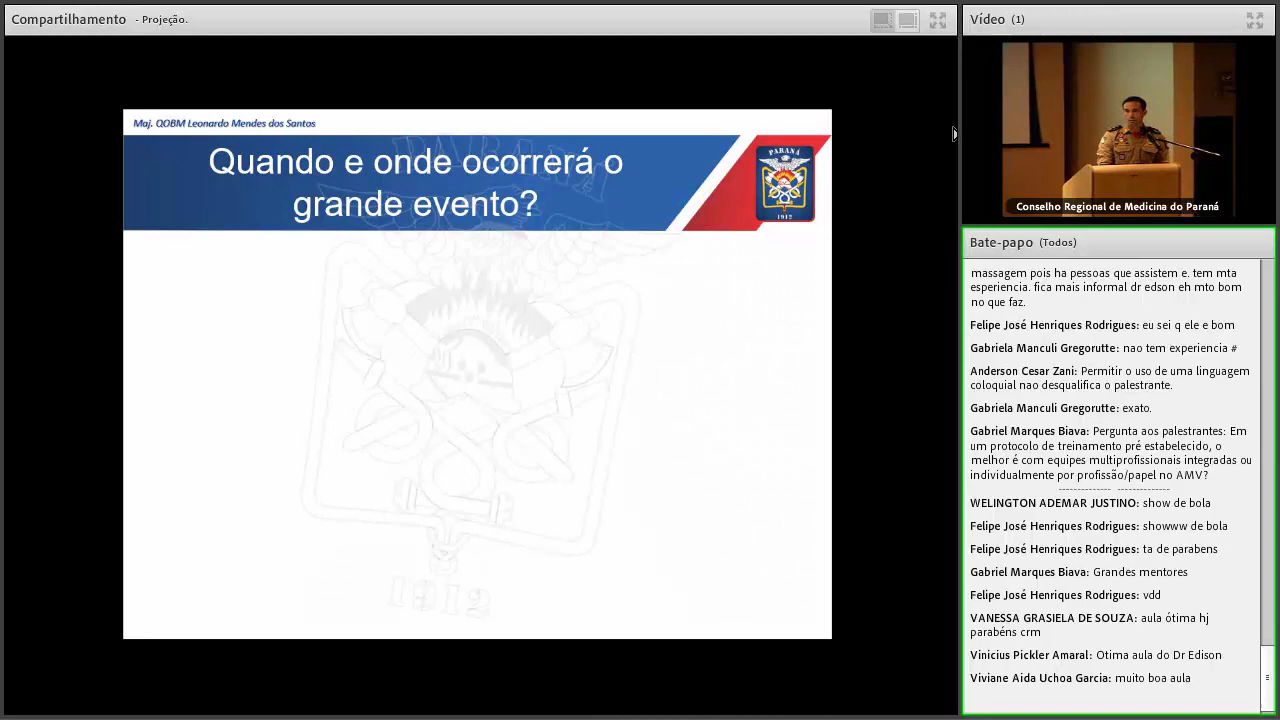 Compartilhamento - Projeção.
Maj. QOBM Leonardo Mendes dos Santos
Quando e onde ocorrerá o
grande evento?
PARANÁ
1912
PARANÁ
1912
Vídeo (1)
Conselho Regional de Medicina do Paraná
Bate-papo (Todos)
massagem pois ha pessoas que assistem e. tem mta
esperiencia. fica mais informal dr edson eh mto bom
no que faz.
Felipe José Henriques Rodrigues: eu sei q ele e bom
Gabriela Manculi Gregorutte: nao tem experiencia #
Anderson Cesar Zani: Permitir o uso de uma linguagem
coloquial nao desqualifica o palestrante.
Gabriela Manculi Gregorutte: exato.
Gabriel Marques Biava: Pergunta aos palestrantes: Em
um protocolo de treinamento pré estabelecido, o
melhor é com equipes multiprofissionais integradas ou
individualmente por profissão/papel no AMV?
WELINGTON ADEMAR JUSTINO: show de bola
Felipe José Henriques Rodrigues: showww de bola
Felipe José Henriques Rodrigues: ta de parabens
Gabriel Marques Biava: Grandes mentores
Felipe José Henriques Rodrigues: vdd
VANESSA GRASIELA DE SOUZA: aula ótima hj
parabéns crm
Vinicius Pickler Amaral: Otima aula do Dr Edison
Viviane Aida Uchoa Garcia: muito boa aula